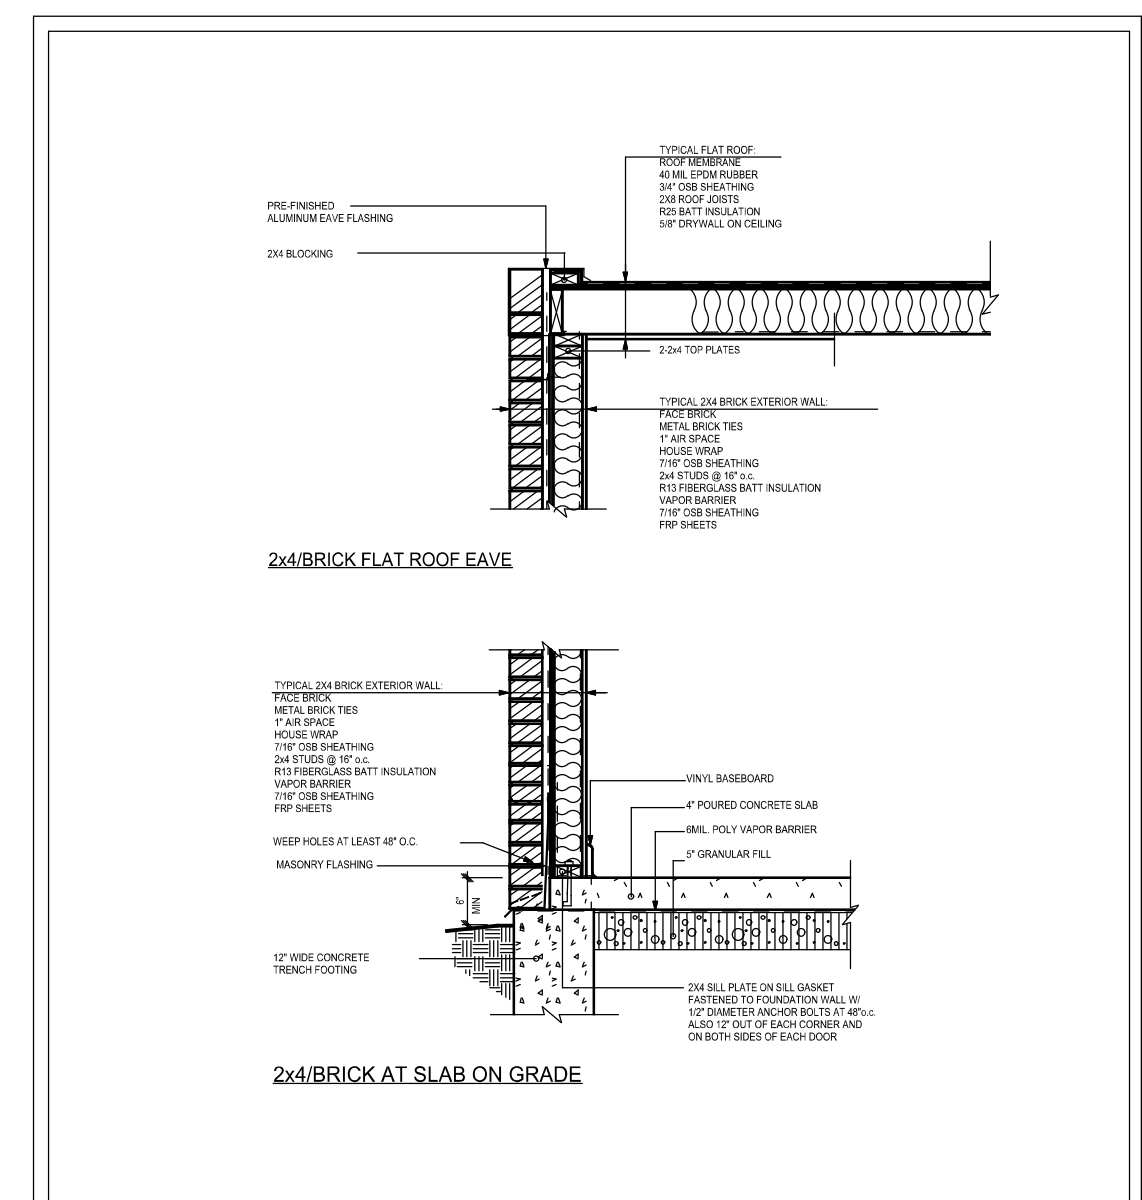 TYPICAL FLAT ROOF:
ROOF MEMBRANE
40 MIL EPDM RUBBER
3/4" OSB SHEATHING
2X8 ROOF JOISTS
R25 BATT INSULATION
5/8" DRYWALL ON CEILING
PRE-FINISHED
ALUMINUM EAVE FLASHING
2X4 BLOCKING
2-2x4 TOP PLATES
TYPICAL 2X4 BRICK EXTERIOR WALL:
FACE BRICK
METAL BRICK TIES
1" AIR SPACE
HOUSE WRAP
7/16" OSB SHEATHING
2x4 STUDS @ 16" o.c.
R13 FIBERGLASS BATT INSULATION
VAPOR BARRIER
7/16" OSB SHEATHING
FRP SHEETS
2x4/BRICK FLAT ROOF EAVE
TYPICAL 2X4 BRICK EXTERIOR WALL:
FACE BRICK
METAL BRICK TIES
1" AIR SPACE
HOUSE WRAP
7/16" OSB SHEATHING
2x4 STUDS @ 16" o.c.
R13 FIBERGLASS BATT INSULATION
VAPOR BARRIER
7/16" OSB SHEATHING
FRP SHEETS
VINYL BASEBOARD
4" POURED CONCRETE SLAB
6MIL. POLY VAPOR BARRIER
5" GRANULAR FILL
WEEP HOLES AT LEAST 48" O.C.
MASONRY FLASHING
6"
MIN
12" WIDE CONCRETE
TRENCH FOOTING
2X4 SILL PLATE ON SILL GASKET
FASTENED TO FOUNDATION WALL W/
1/2" DIAMETER ANCHOR BOLTS AT 48"o.c.
ALSO 12" OUT OF EACH CORNER AND
ON BOTH SIDES OF EACH DOOR
2x4/BRICK AT SLAB ON GRADE